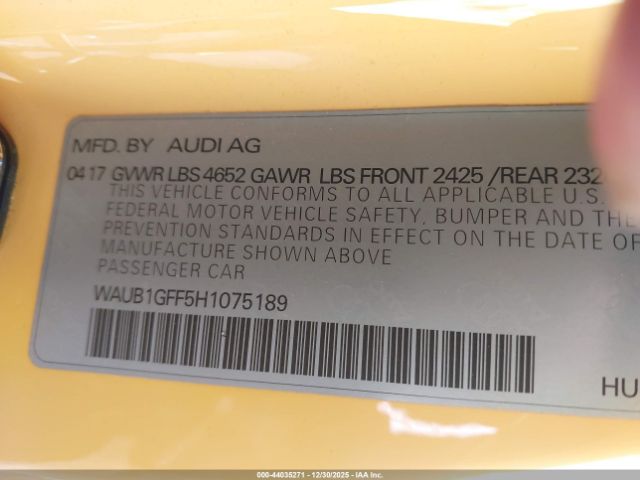 MFD. BY AUDI AG
04 17 GVWR LBS 4652 GAWR LBS FRONT 2425 /REAR 232
THIS VEHICLE CONFORMS TO ALL APPLICABLE U.S.
FEDERAL MOTOR VEHICLE SAFETY, BUMPER AND THE
PREVENTION STANDARDS IN EFFECT ON THE DATE OF
MANUFACTURE SHOWN ABOVE
PASSENGER CAR
WAUB1GFF5H1075189
HU
000-44035271 - 12/30/2025 - IAA Inc.